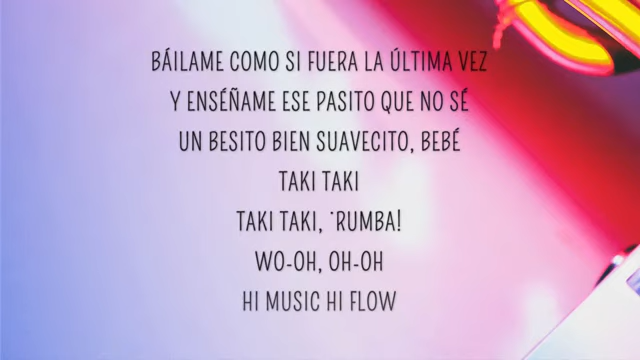 BÁILAME COMO SI FUERA LA ÚLTIMA VEZ
Y ENSÉÑAME ESE PASITO QUE NO SÉ
UN BESITO BIEN SUAVECITO, BEBÉ
TAKI TAKI
TAKI TAKI, ¡RUMBA!
WO-OH, OH-OH
HI MUSIC HI FLOW